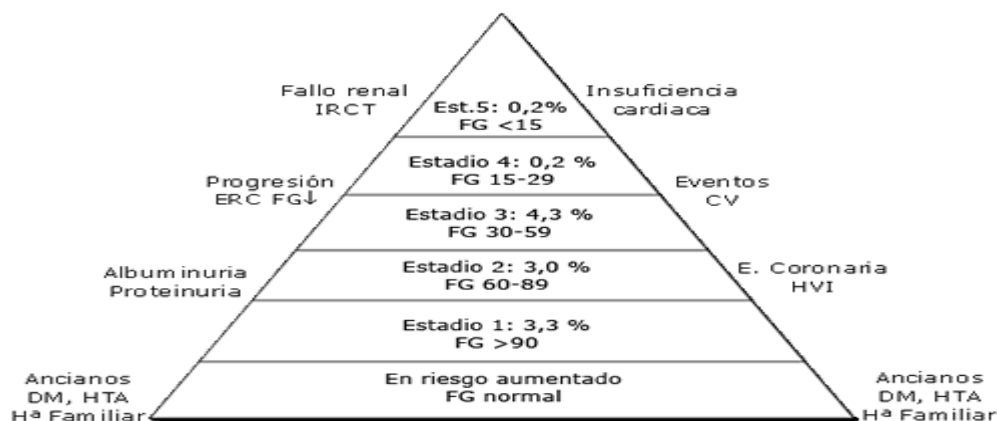 Fallo renal
IRCT
Insuficiencia
cardiaca
Est.5: 0,2%
FG <15
Progresión
ERC FG↓
Estadio 4: 0,2 %
FG 15-29
Eventos
CV
Estadio 3: 4,3 %
FG 30-59
Albuminuria
Proteinuria
Estadio 2: 3,0 %
FG 60-89
E. Coronaria
HVI
Estadio 1: 3,3 %
FG >90
Ancianos
DM, HTA
Hª Familiar
En riesgo aumentado
FG normal
Ancianos
DM, HTA
Hª Familiar